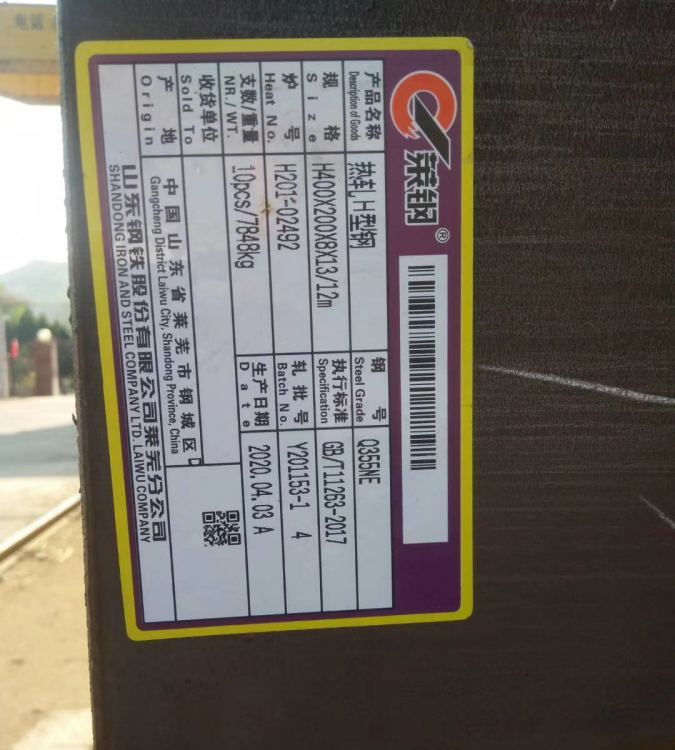 莱钢®
产品名称 热轧H型钢 钢号 Q355NE
Description of Goods Steel Grade
规格 H400X200X8X13/12m 执行标准 GB/T11263-2017
Size Specification
炉号 H201-02492 轧批号 Y201153-1 4
Heat No. Batch No.
支数/重量 10pcs/7848kg 生产日期 2020.04.03 A
NR./WT. Date
收货单位
Sold To
产地 中国山东省莱芜市钢城区 D
Origin Gangcheng District Laiwu City, Shandong Province, China
山东钢铁股份有限公司莱芜分公司
SHANDONG IRON AND STEEL COMPANY LTD. LAIWU COMPANY
电话